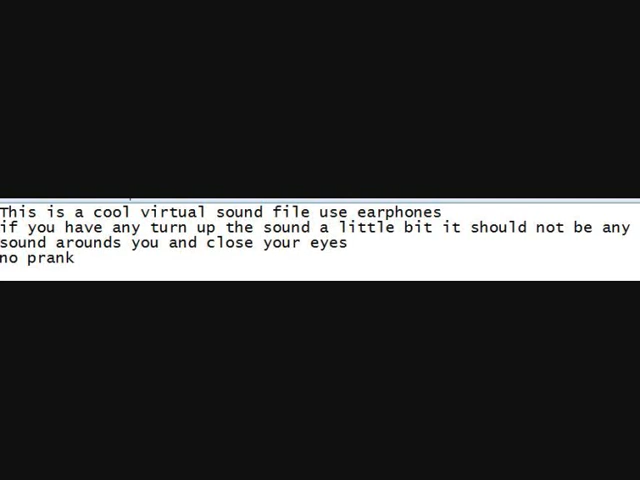 This is a cool virtual sound file use earphones
if you have any turn up the sound a little bit it should not be any
sound arounds you and close your eyes
no prank